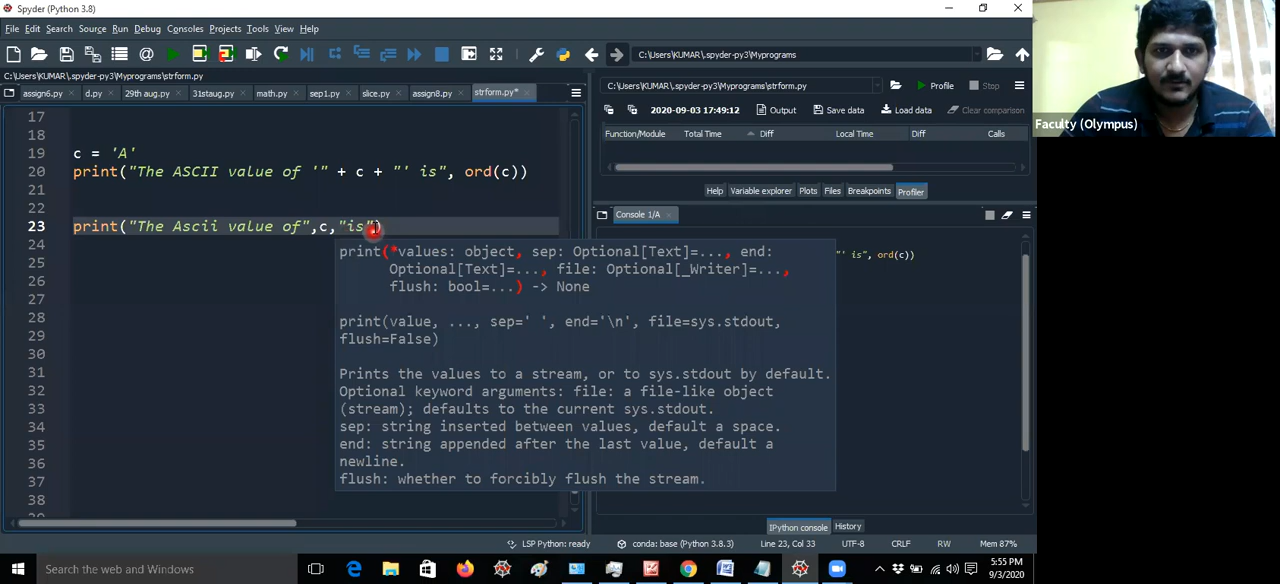 Spyder (Python 3.8)
File Edit Search Source Run Debug Consoles Projects Tools View Help
C:\Users\KUMAR\.spyder-py3\Myprograms
C:\Users\KUMAR\.spyder-py3\Myprograms\strform.py
assign6.py d.py 29th aug.py 31staug.py math.py sep1.py slice.py assign8.py strform.py*
17
18
19 c = 'A'
20 print("The ASCII value of '" + c + "' is", ord(c))
21
22
23 print("The Ascii value of",c,"is")
24
25
26
27
28
29
30
31
32
33
34
35
36
37
38
print(*values: object, sep: Optional[Text]=..., end:
Optional[Text]=..., file: Optional[_Writer]=...,
flush: bool=...) -> None
print(value, ..., sep=' ', end='\n', file=sys.stdout,
flush=False)
Prints the values to a stream, or to sys.stdout by default.
Optional keyword arguments: file: a file-like object
(stream); defaults to the current sys.stdout.
sep: string inserted between values, default a space.
end: string appended after the last value, default a
newline.
flush: whether to forcibly flush the stream.
C:\Users\KUMAR\.spyder-py3\Myprograms\strform.py
Profile Stop
2020-09-03 17:49:12 Output Save data Load data Clear comparison
Function/Module Total Time Diff Local Time Diff Calls
Help Variable explorer Plots Files Breakpoints Profiler
Console 1/A
"' is", ord(c))
IPython console History
LSP Python: ready conda: base (Python 3.8.3) Line 23, Col 33 UTF-8 CRLF RW Mem 87%
Type here to search
5:55 PM
9/3/2020
Faculty (Olympus)